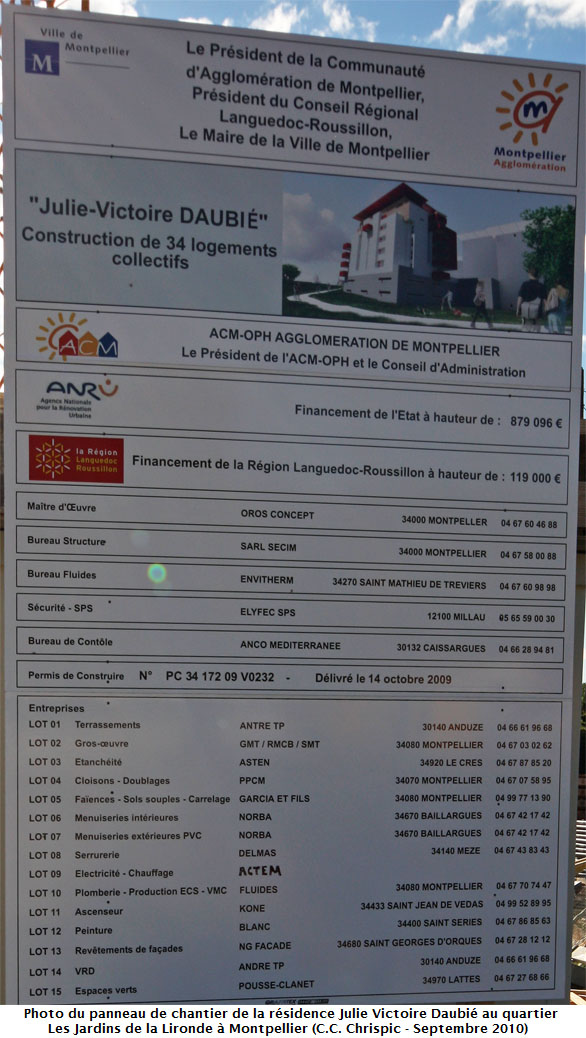 Ville de
Montpellier
M
Le Président de la Communauté
d'Agglomération de Montpellier,
Président du Conseil Régional
Languedoc-Roussillon,
Le Maire de la Ville de Montpellier
m
Montpellier
Agglomération
"Julie-Victoire DAUBIÉ"
Construction de 34 logements
collectifs
ACM
ACM-OPH AGGLOMERATION DE MONTPELLIER
Le Président de l'ACM-OPH et le Conseil d'Administration
ANRU
Agence Nationale
pour la Rénovation
Urbaine
Financement de l'Etat à hauteur de : 879 096 €
la Région
Languedoc
Roussillon
Financement de la Région Languedoc-Roussillon à hauteur de : 119 000 €
Maître d'Œuvre OROS CONCEPT 34000 MONTPELLER 04 67 60 46 88
Bureau Structure SARL SECIM 34000 MONTPELLIER 04 67 58 00 88
Bureau Fluides ENVITHERM 34270 SAINT MATHIEU DE TREVIERS 04 67 60 98 98
Sécurité - SPS ELYFEC SPS 12100 MILLAU 05 65 59 00 30
Bureau de Contôle ANCO MEDITERRANEE 30132 CAISSARGUES 04 66 28 94 81
Permis de Construire N° PC 34 172 09 V0232 - Délivré le 14 octobre 2009
Entreprises
LOT 01 Terrassements ANTRE TP 30140 ANDUZE 04 66 61 96 68
LOT 02 Gros-œuvre GMT / RMCB / SMT 34080 MONTPELLIER 04 67 03 02 62
LOT 03 Etanchéité ASTEN 34920 LE CRES 04 67 87 85 20
LOT 04 Cloisons - Doublages PPCM 34070 MONTPELLIER 04 67 07 58 95
LOT 05 Faïences - Sols souples - Carrelage GARCIA ET FILS 34080 MONTPELLIER 04 99 77 13 90
LOT 06 Menuiseries intérieures NORBA 34670 BAILLARGUES 04 67 42 17 42
LOT 07 Menuiseries extérieures PVC NORBA 34670 BAILLARGUES 04 67 42 17 42
LOT 08 Serrurerie DELMAS 34140 MEZE 04 67 43 83 43
LOT 09 Electricité - Chauffage ACTEM
LOT 10 Plomberie - Production ECS - VMC FLUIDES 34080 MONTPELLIER 04 67 70 74 47
LOT 11 Ascenseur KONE 34433 SAINT JEAN DE VEDAS 04 99 52 89 95
LOT 12 Peinture BLANC 34400 SAINT SERIES 04 67 86 85 63
LOT 13 Revêtements de façades NG FACADE 34680 SAINT GEORGES D'ORQUES 04 67 28 12 12
LOT 14 VRD ANDRE TP 30140 ANDUZE 04 66 61 96 68
LOT 15 Espaces verts POUSSE-CLANET 34970 LATTES 04 67 27 68 66
Photo du panneau de chantier de la résidence Julie Victoire Daubié au quartier
Les Jardins de la Lironde à Montpellier (C.C. Chrispic - Septembre 2010)